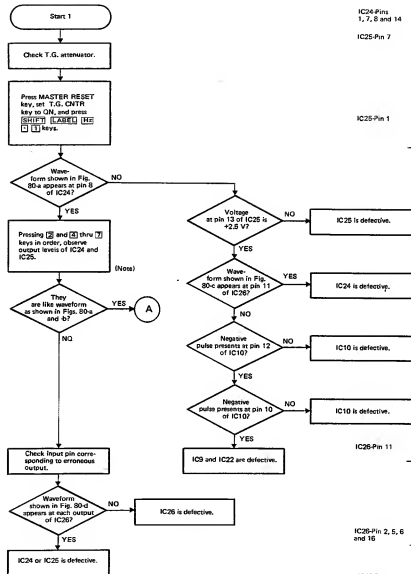 Start 1
Check T.G. attenuator.
Press MASTER RESET
key, set T.G. CNTR
key to ON, and press
SHIFT LABEL Hz
1 keys.
Wave-
form shown in Fig.
80-a appears at pin 8
of IC24?
NO
YES
Pressing 2 and 4 thru 7
keys in order, observe
output levels of IC24 and
IC25.
(Note)
They
are like waveform
as shown in Figs. 80-a
and -b?
YES
A
NO
Check input pin corre-
sponding to erroneous
output.
Waveform
shown in Fig. 80-d
appears at each output
of IC26?
NO
IC26 is defective.
YES
IC24 or IC25 is defective.
Voltage
at pin 13 of IC25 is
+2.5 V?
NO
IC25 is defective.
YES
Wave-
form shown in Fig.
80-c appears at pin 11
of IC26?
YES
IC24 is defective.
NO
Negative
pulse presents at pin 12
of IC10?
NO
IC10 is defective.
YES
Negative
pulse presents at pin 10
of IC10?
NO
IC10 is defective.
YES
IC9 and IC22 are defective.
IC24-Pins
1, 7, 8 and 14
IC25-Pin 7
IC25-Pin 1
IC26-Pin 11
IC26-Pin 2, 5, 6
and 16